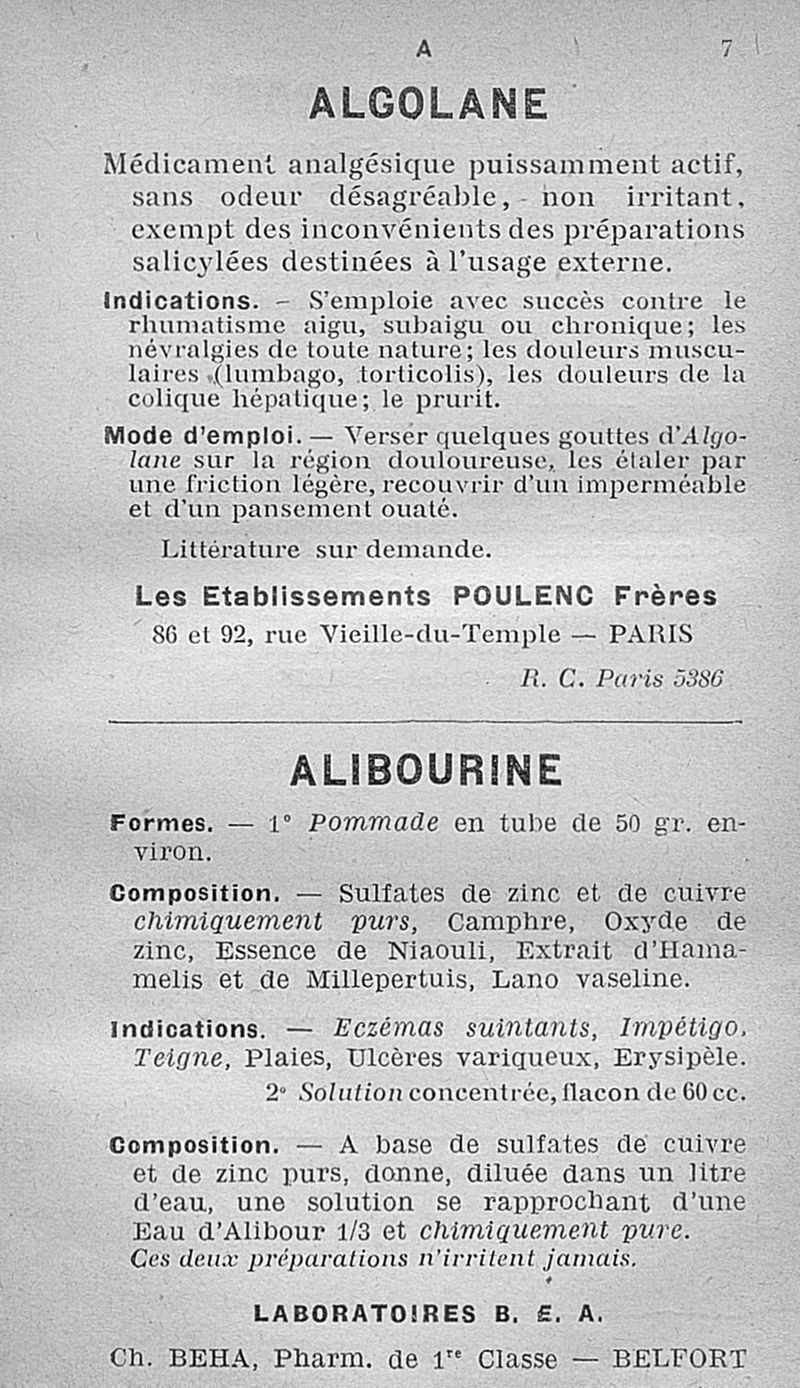 A 7
ALGOLANE
Médicament analgésique puissamment actif,
sans odeur désagréable, - non irritant,
exempt des inconvénients des préparations
salicylées destinées à l'usage externe.
Indications. — S'emploie avec succès contre le
rhumatisme aigu, subaigu ou chronique; les
névralgies de toute nature; les douleurs muscu-
laires (lumbago, torticolis), les douleurs de la
colique hépatique; le prurit.
Mode d'emploi. — Verser quelques gouttes d'Algo-
lane sur la région douloureuse, les étaler par
une friction légère, recouvrir d'un imperméable
et d'un pansement ouaté.
Littérature sur demande.
Les Etablissements POULENC Frères
86 et 92, rue Vieille-du-Temple — PARIS
R. C. Paris 5386
ALIBOURINE
Formes. — 1° Pommade en tube de 50 gr. en-
viron.
Composition. — Sulfates de zinc et de cuivre
chimiquement purs, Camphre, Oxyde de
zinc, Essence de Niaouli, Extrait d'Hama-
melis et de Millepertuis, Lano vaseline.
Indications. — Eczémas suintants, Impétigo,
Teigne, Plaies, Ulcères variqueux, Erysipèle.
2° Solution concentrée, flacon de 60 cc.
Composition. — A base de sulfates de cuivre
et de zinc purs, donne, diluée dans un litre
d'eau, une solution se rapprochant d'une
Eau d'Alibour 1/3 et chimiquement pure.
Ces deux préparations n'irritent jamais.
LABORATOIRES B. E. A.
Ch. BEHA, Pharm. de 1re Classe — BELFORT